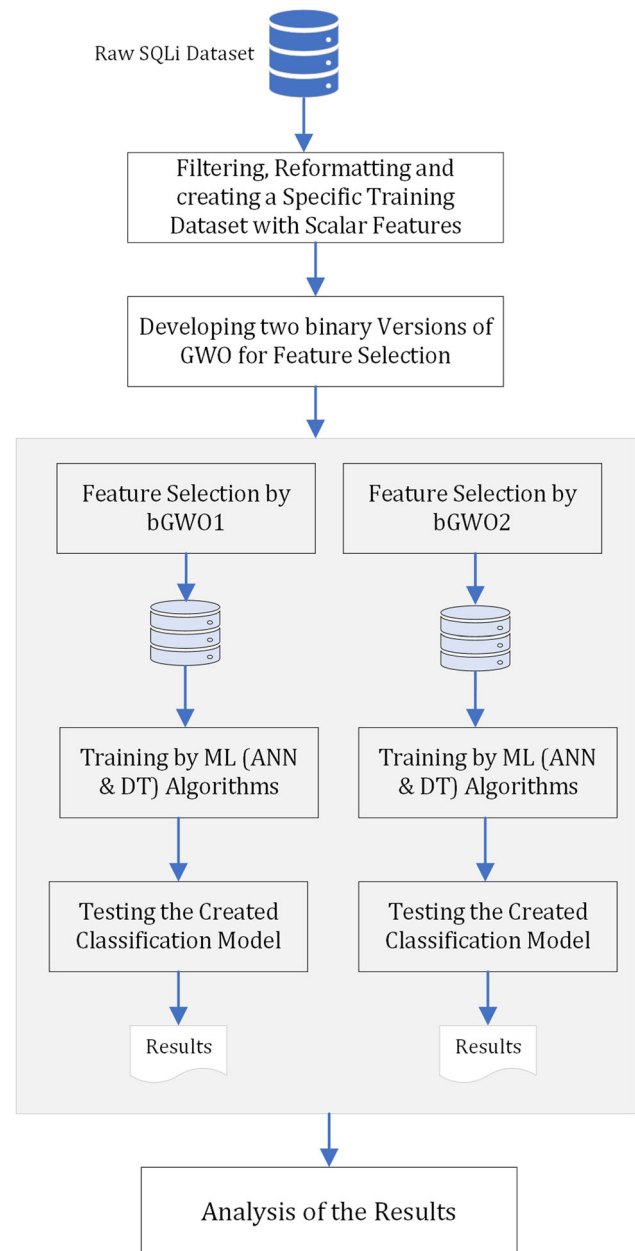 Raw SQLi Dataset
Filtering, Reformatting and
creating a Specific Training
Dataset with Scalar Features
Developing two binary Versions of
GWO for Feature Selection
Feature Selection by
bGWO1
Feature Selection by
bGWO2
Training by ML (ANN
& DT) Algorithms
Training by ML (ANN
& DT) Algorithms
Testing the Created
Classification Model
Testing the Created
Classification Model
Results
Results
Analysis of the Results